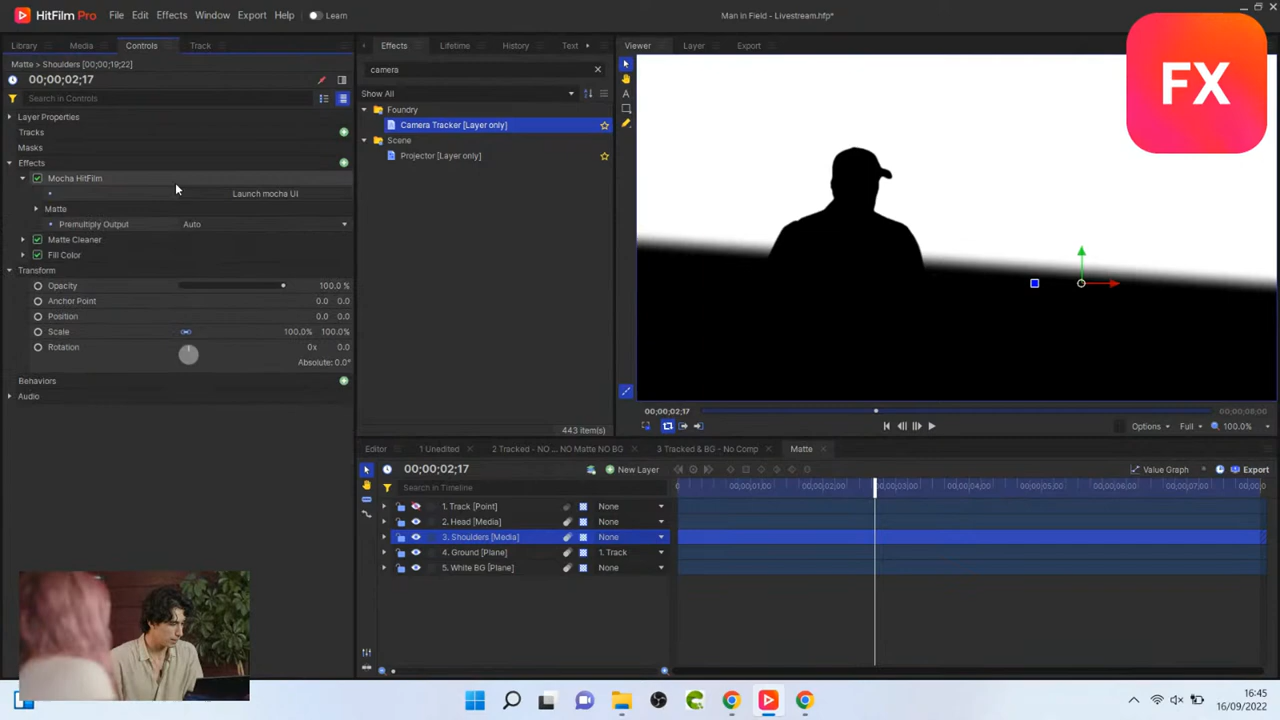 HitFilm Pro File Edit Effects Window Export Help Learn Man in Field - Livestream.hfp*
Library Media Controls Track
Matte > Shoulders [00;00;19;22]
00;00;02;17
Search in Controls
Layer Properties
Tracks
Masks
Effects
Mocha HitFilm
Launch mocha UI
Matte
Premultiply Output Auto
Matte Cleaner
Fill Color
Transform
Opacity 100.0 %
Anchor Point 0.0 0.0
Position 0.0 0.0
Scale 100.0% 100.0%
Rotation 0x 0.0
Absolute: 0.0°
Behaviors
Audio
Effects Lifetime History Text
camera
Show All
Foundry
Camera Tracker [Layer only]
Scene
Projector [Layer only]
443 item(s)
Viewer Layer Export
FX
00;00;02;17 00;00;08;00
Options Full 100.0%
Editor 1 Unedited 2 Tracked - NO ... NO Matte NO BG 3 Tracked & BG - No Comp Matte
00;00;02;17 New Layer Value Graph Export
Search in Timeline 0 00;00;01;00 00;00;02;00 00;00;03;00 00;00;04;00 00;00;05;00 00;00;06;00 00;00;07;00
1. Track [Point] None
2. Head [Media] None
3. Shoulders [Media] None
4. Ground [Plane] 1. Track
5. White BG [Plane] None
16:45
16/09/2022